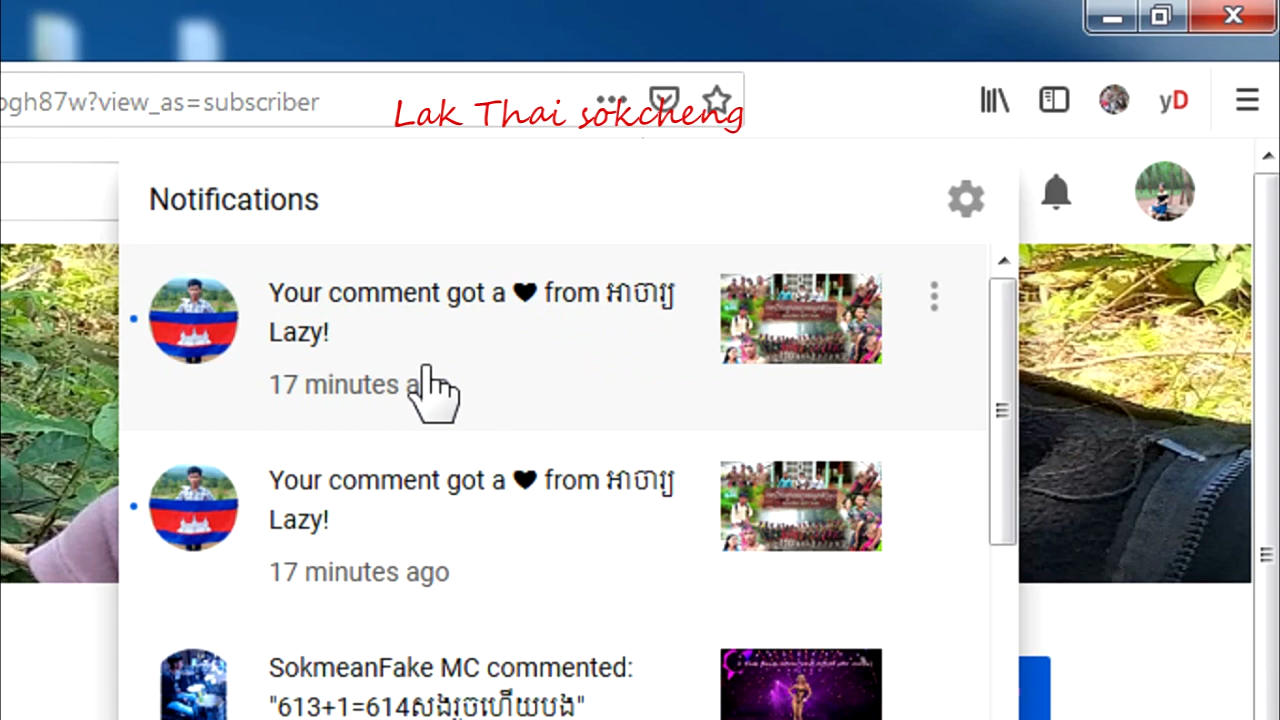 ogh87w?view_as=subscriber
Lak Thai sokcheng
yD
Notifications
Your comment got a ♥ from អាចារ្យ
Lazy!
17 minutes a
Your comment got a ♥ from អាចារ្យ
Lazy!
17 minutes ago
SokmeanFake MC commented:
"613+1=614សងរួចហើយបង"